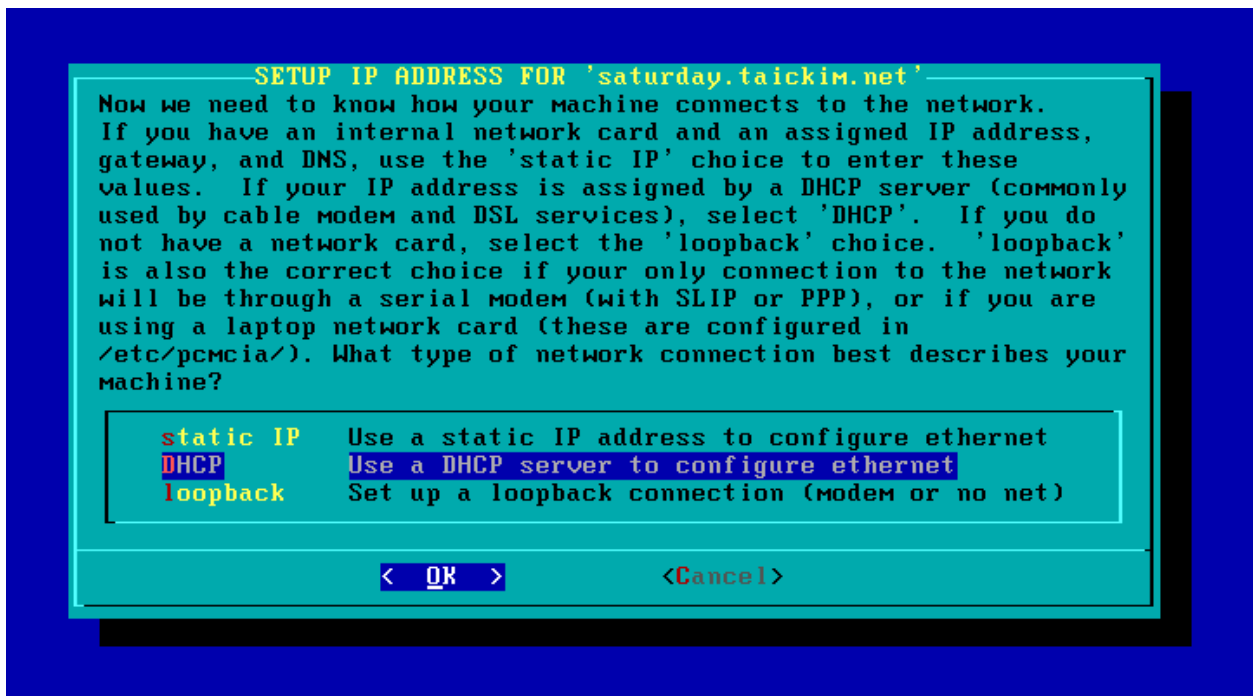 SETUP IP ADDRESS FOR 'saturday.taickim.net'
Now we need to know how your machine connects to the network.
If you have an internal network card and an assigned IP address,
gateway, and DNS, use the 'static IP' choice to enter these
values.  If your IP address is assigned by a DHCP server (commonly
used by cable modem and DSL services), select 'DHCP'.  If you do
not have a network card, select the 'loopback' choice.  'loopback'
is also the correct choice if your only connection to the network
will be through a serial modem (with SLIP or PPP), or if you are
using a laptop network card (these are configured in
/etc/pcmcia/). What type of network connection best describes your
machine?
static IP  Use a static IP address to configure ethernet
DHCP  Use a DHCP server to configure ethernet
loopback  Set up a loopback connection (modem or no net)
<  OK  >  <Cancel>